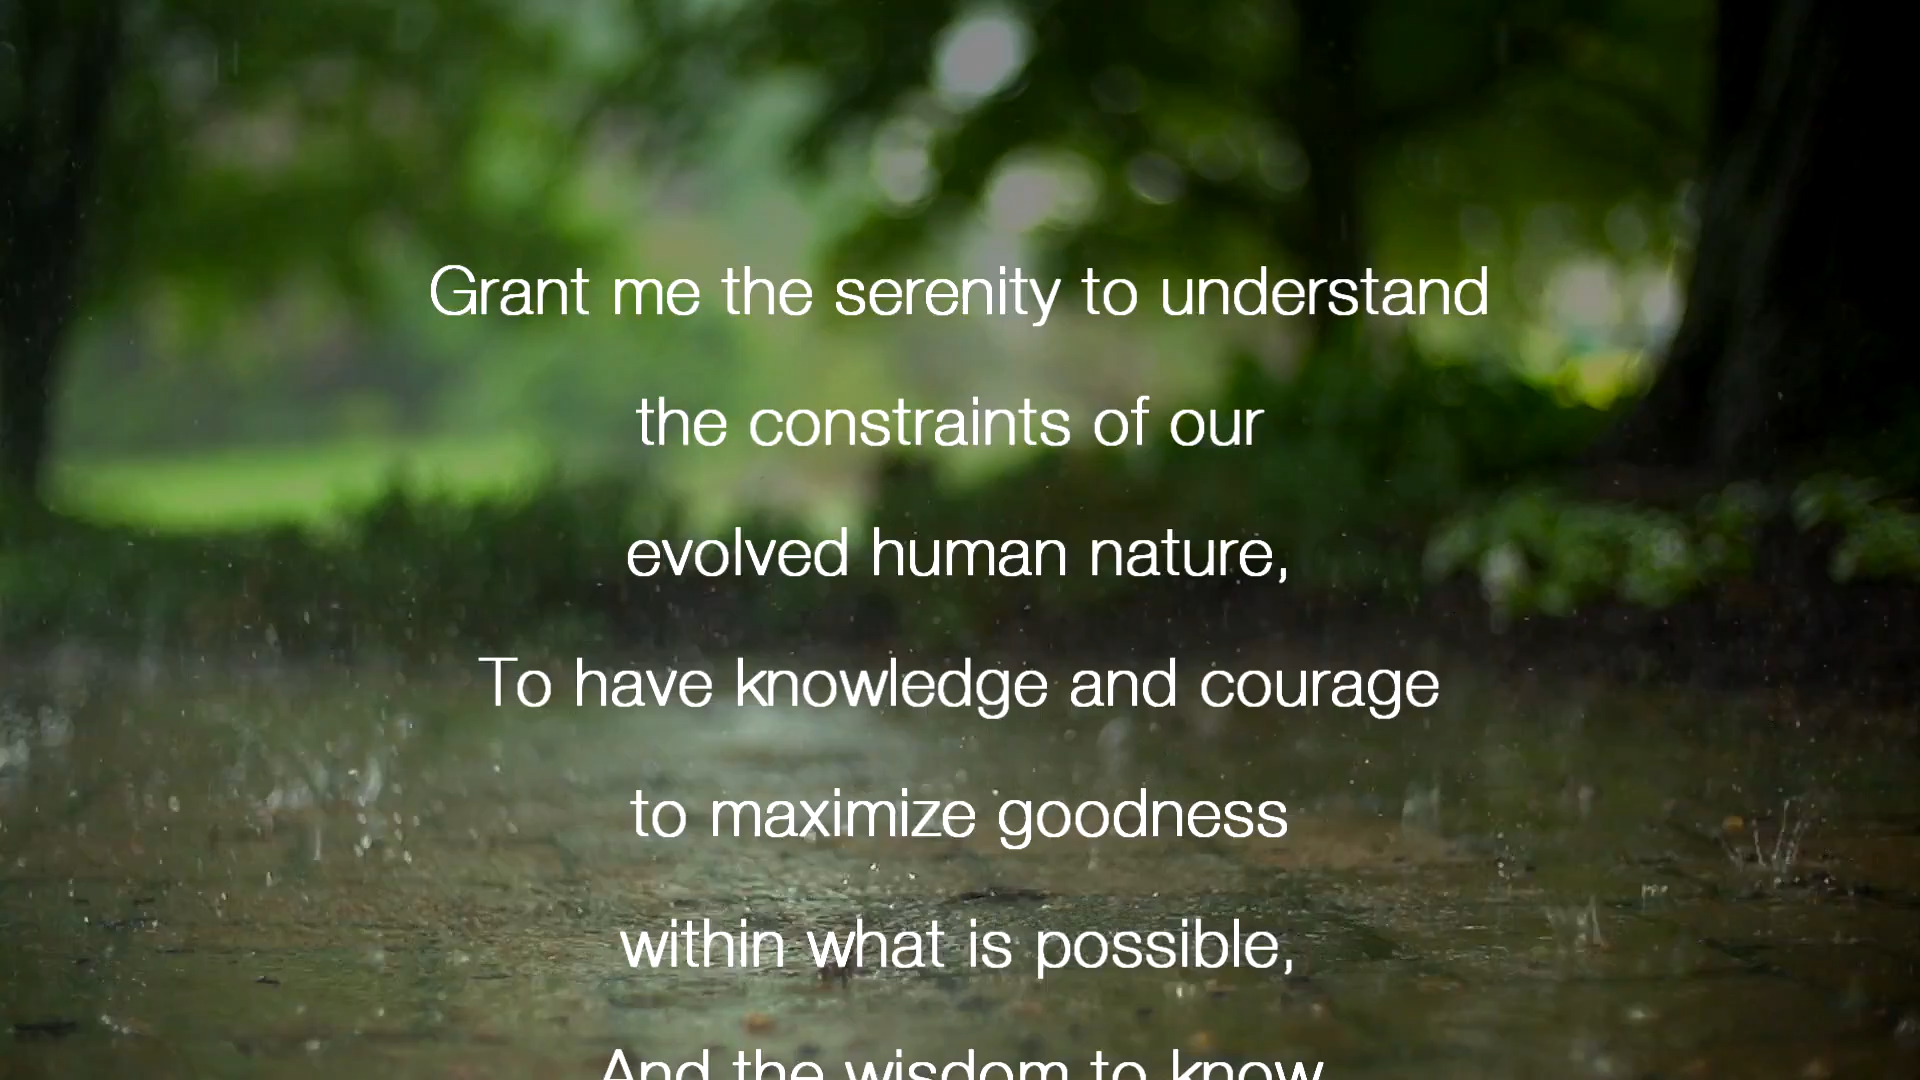 Grant me the serenity to understand
the constraints of our
evolved human nature,
To have knowledge and courage
to maximize goodness
within what is possible,
And the wisdom to know